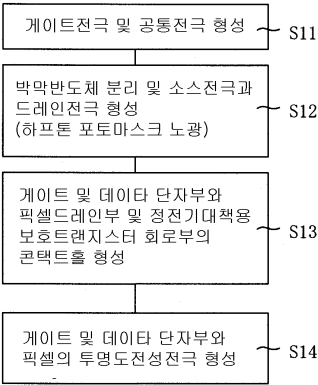 게이트전극 및 공통전극 형성
S11
박막반도체 분리 및 소스전극과
드레인전극 형성
(하프톤 포토마스크 노광)
S12
게이트 및 데이타 단자부와
픽셀드레인부 및 정전기대책용
보호트랜지스터 회로부의
콘택트홀 형성
S13
게이트 및 데이타 단자부와
픽셀의 투명도전성전극 형성
S14